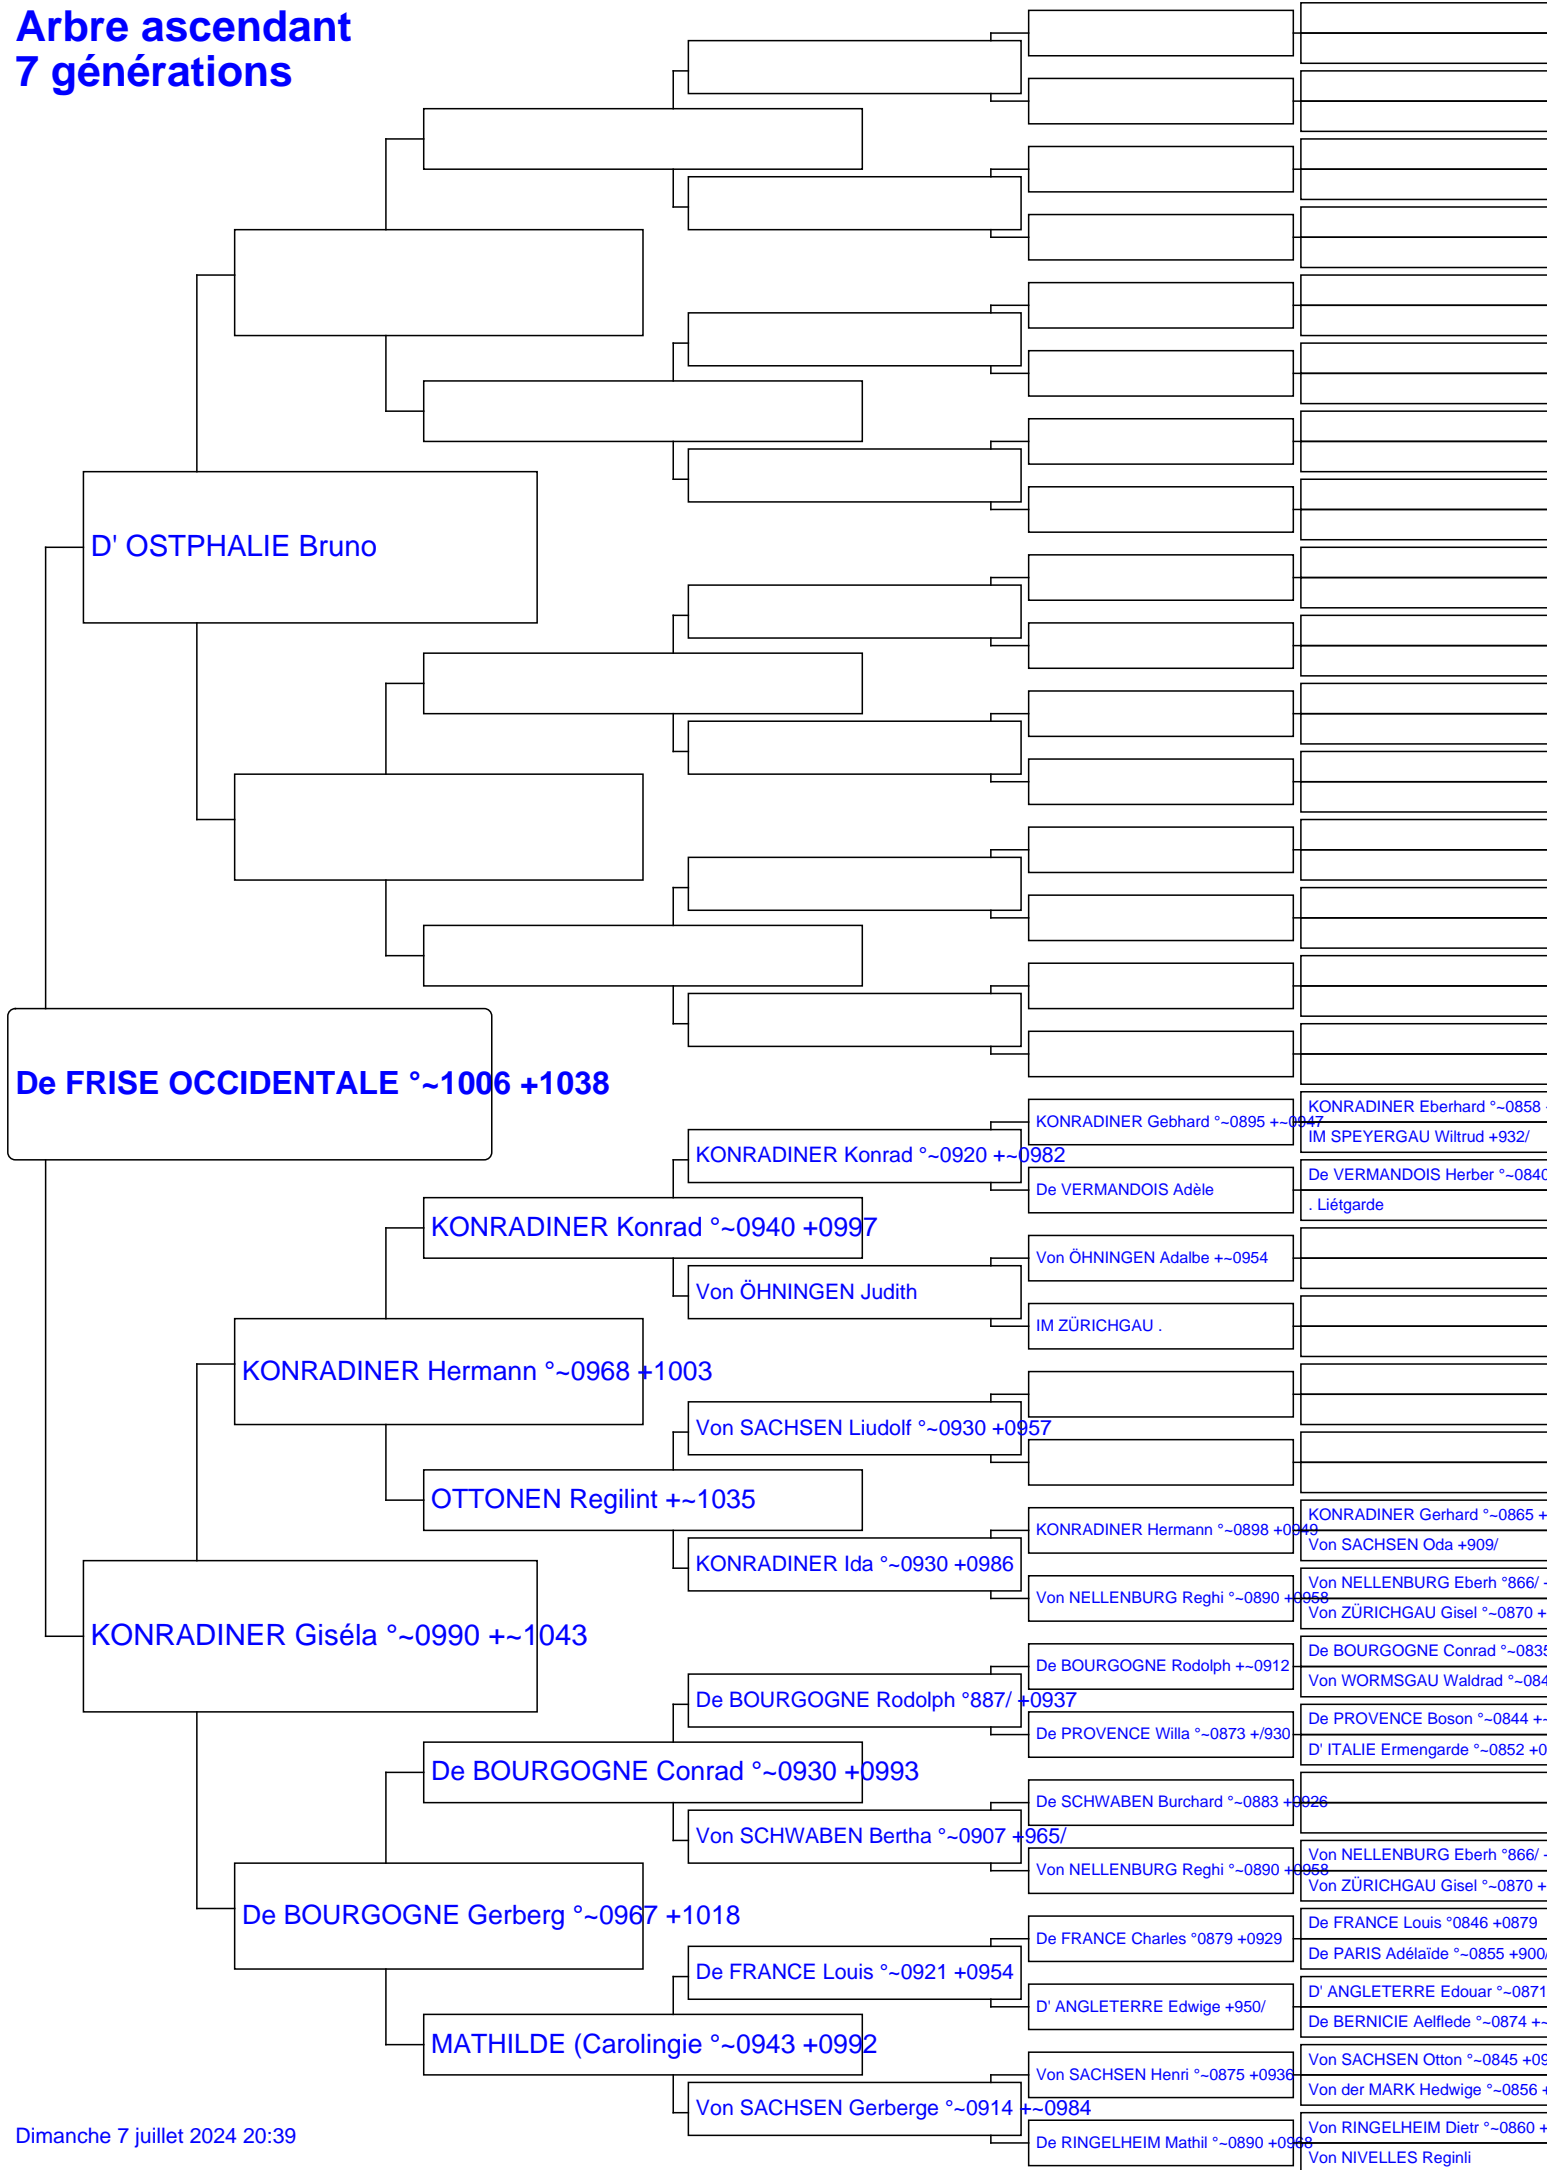 Arbre ascendant
7 générations
D' OSTPHALIE Bruno
De FRISE OCCIDENTALE °~1006 +1038
KONRADINER Gebhard °~0895 +~0947
KONRADINER Eberhard °~0858
IM SPEYERGAU Wiltrud +932/
KONRADINER Konrad °~0920 +~0982
De VERMANDOIS Adèle
De VERMANDOIS Herber °~0840
. Liétgarde
KONRADINER Konrad °~0940 +0997
Von ÖHNINGEN Adalbe +~0954
Von ÖHNINGEN Judith
IM ZÜRICHGAU .
KONRADINER Hermann °~0968 +1003
Von SACHSEN Liudolf °~0930 +0957
OTTONEN Regilint +~1035
KONRADINER Hermann °~0898 +0949
KONRADINER Gerhard °~0865 +
Von SACHSEN Oda +909/
KONRADINER Ida °~0930 +0986
Von NELLENBURG Reghi °~0890 +0958
Von NELLENBURG Eberh °866/
Von ZÜRICHGAU Gisel °~0870 +
KONRADINER Giséla °~0990 +~1043
De BOURGOGNE Rodolph +~0912
De BOURGOGNE Conrad °~0835
Von WORMSGAU Waldrad °~084
De BOURGOGNE Rodolph °887/ +0937
De PROVENCE Willa °~0873 +/930
De PROVENCE Boson °~0844 +~
D' ITALIE Ermengarde °~0852 +0
De BOURGOGNE Conrad °~0930 +0993
De SCHWABEN Burchard °~0883 +0926
Von SCHWABEN Bertha °~0907 +965/
Von NELLENBURG Reghi °~0890 +0958
Von NELLENBURG Eberh °866/
Von ZÜRICHGAU Gisel °~0870 +
De BOURGOGNE Gerberg °~0967 +1018
De FRANCE Charles °0879 +0929
De FRANCE Louis °0846 +0879
De PARIS Adélaïde °~0855 +900/
De FRANCE Louis °~0921 +0954
D' ANGLETERRE Edwige +950/
D' ANGLETERRE Edouar °~0871
De BERNICIE Aelflede °~0874 +~
MATHILDE (Carolingie °~0943 +0992
Von SACHSEN Henri °~0875 +0936
Von SACHSEN Otton °~0845 +09
Von der MARK Hedwige °~0856 +
Von SACHSEN Gerberge °~0914 +~0984
De RINGELHEIM Mathil °~0890 +0968
Von RINGELHEIM Dietr °~0860 +
Von NIVELLES Reginli
Dimanche 7 juillet 2024 20:39